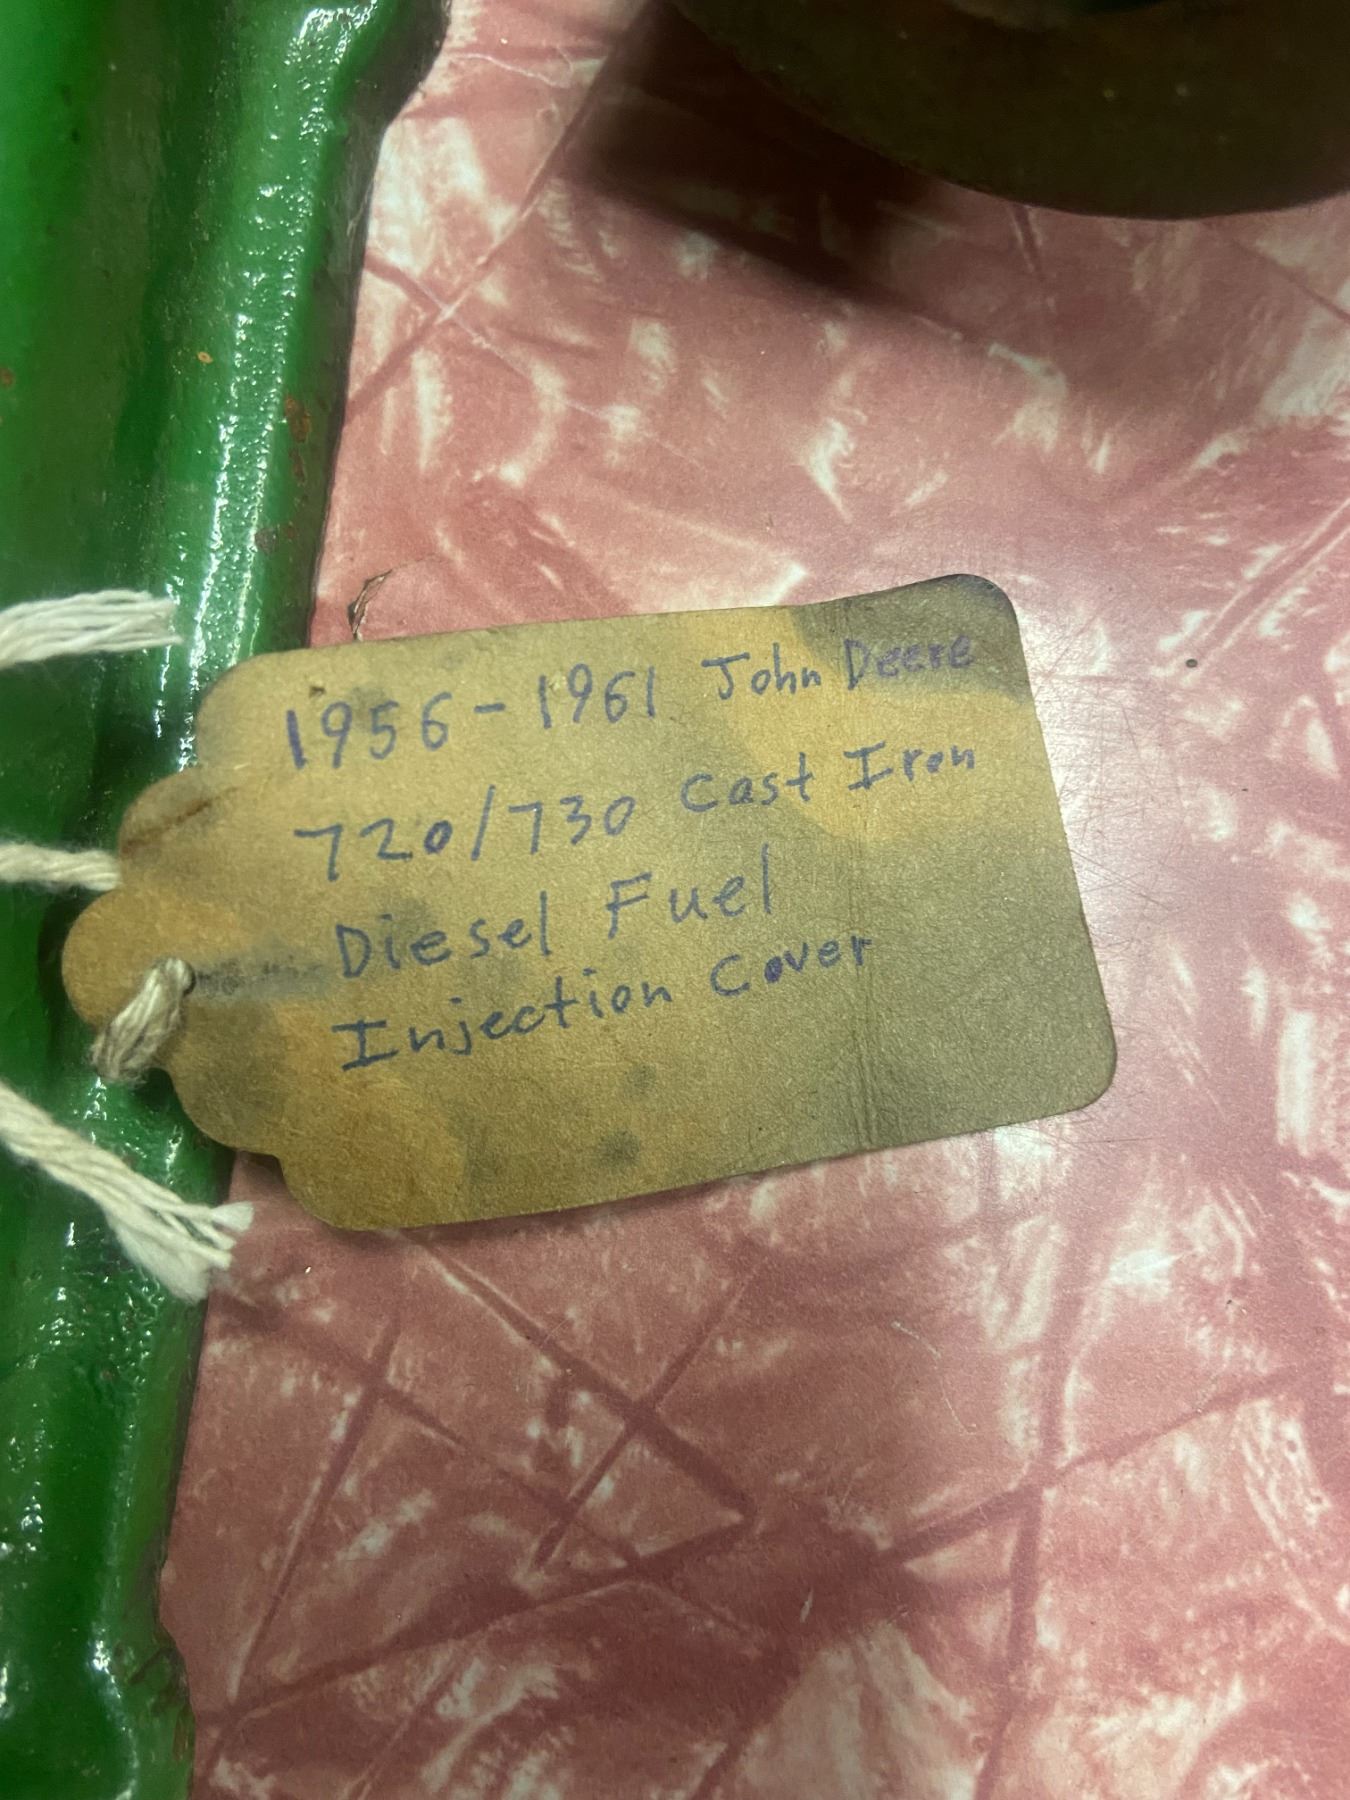 1956-1961 John Deere
720/730 Cast Iron
Diesel Fuel
Injection Cover